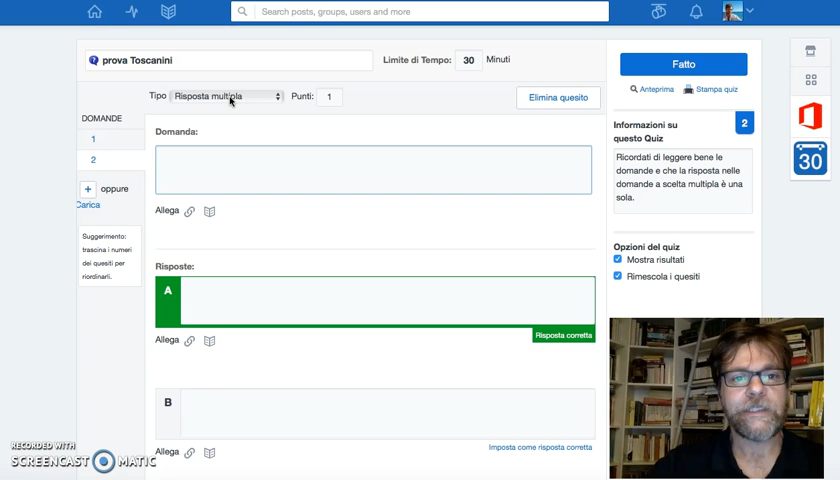 Search posts, groups, users and more
prova Toscanini
Limite di Tempo: 30 Minuti
Fatto
Anteprima
Stampa quiz
Tipo Risposta multipla Punti: 1
Elimina quesito
DOMANDE
1
2
+ oppure
Carica
Suggerimento:
trascina i numeri
dei quesiti per
riordinarli.
Domanda:
Allega
Risposte:
A
Risposta corretta
Allega
B
Imposta come risposta corretta
Allega
Informazioni su
questo Quiz
2
Ricordati di leggere bene le
domande e che la risposta nelle
domande a scelta multipla è una
sola.
Opzioni del quiz
Mostra risultati
Rimescola i quesiti
30
RECORDED WITH
SCREENCAST MATIC